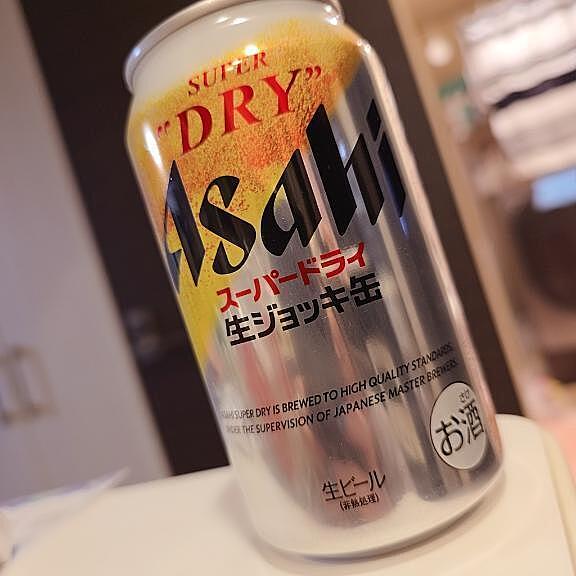 SUPER
"DRY"
Asahi
スーパードライ
生ジョッキ缶
ASAHI SUPER DRY IS BREWED TO HIGH QUALITY STANDARDS,
UNDER THE SUPERVISION OF JAPANESE MASTER BREWERS.
さけ
お酒
生ビール
(非熱処理)